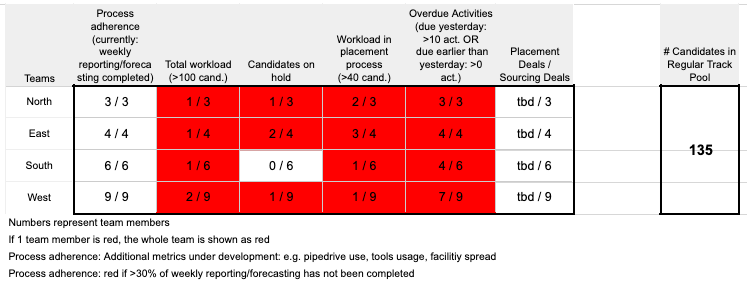 Process
adherence
(currently:
weekly
reporting/foreca
sting completed)
Teams
Total workload
(>100 cand.)
Candidates on
hold
Workload in
placement
process
(>40 cand.)
Overdue Activities
(due yesterday:
>10 act. OR
due earlier than
yesterday: >0
act.)
Placement
Deals /
Sourcing Deals
# Candidates in
Regular Track
Pool
North 3 / 3 1 / 3 1 / 3 2 / 3 3 / 3 tbd / 3
East 4 / 4 1 / 4 2 / 4 3 / 4 4 / 4 tbd / 4
135
South 6 / 6 1 / 6 0 / 6 1 / 6 4 / 6 tbd / 6
West 9 / 9 2 / 9 1 / 9 1 / 9 7 / 9 tbd / 9
Numbers represent team members
If 1 team member is red, the whole team is shown as red
Process adherence: Additional metrics under development: e.g. pipedrive use, tools usage, facilitiy spread
Process adherence: red if >30% of weekly reporting/forecasting has not been completed